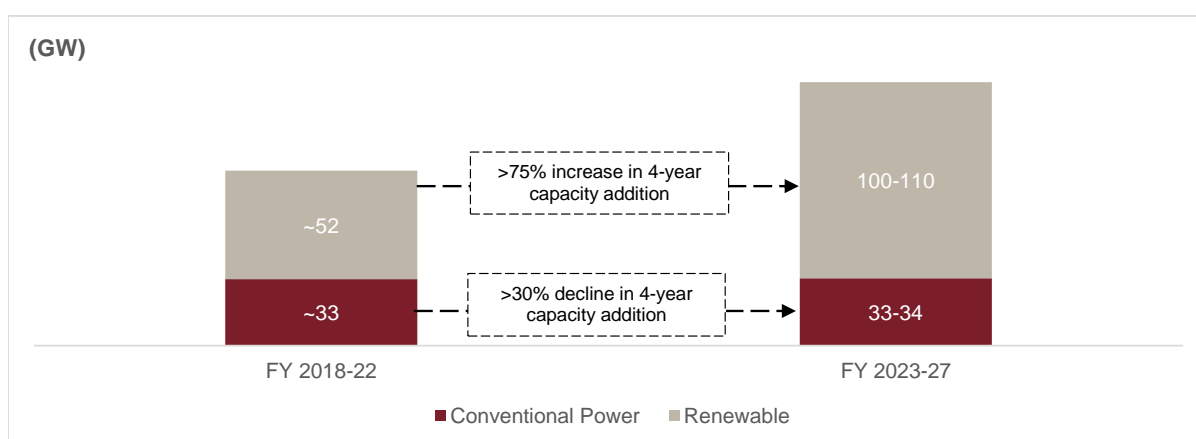 (GW)
>75% increase in 4-year
capacity addition
100-110
~52
>30% decline in 4-year
capacity addition
~33
33-34
FY 2018-22
FY 2023-27
Conventional Power
Renewable